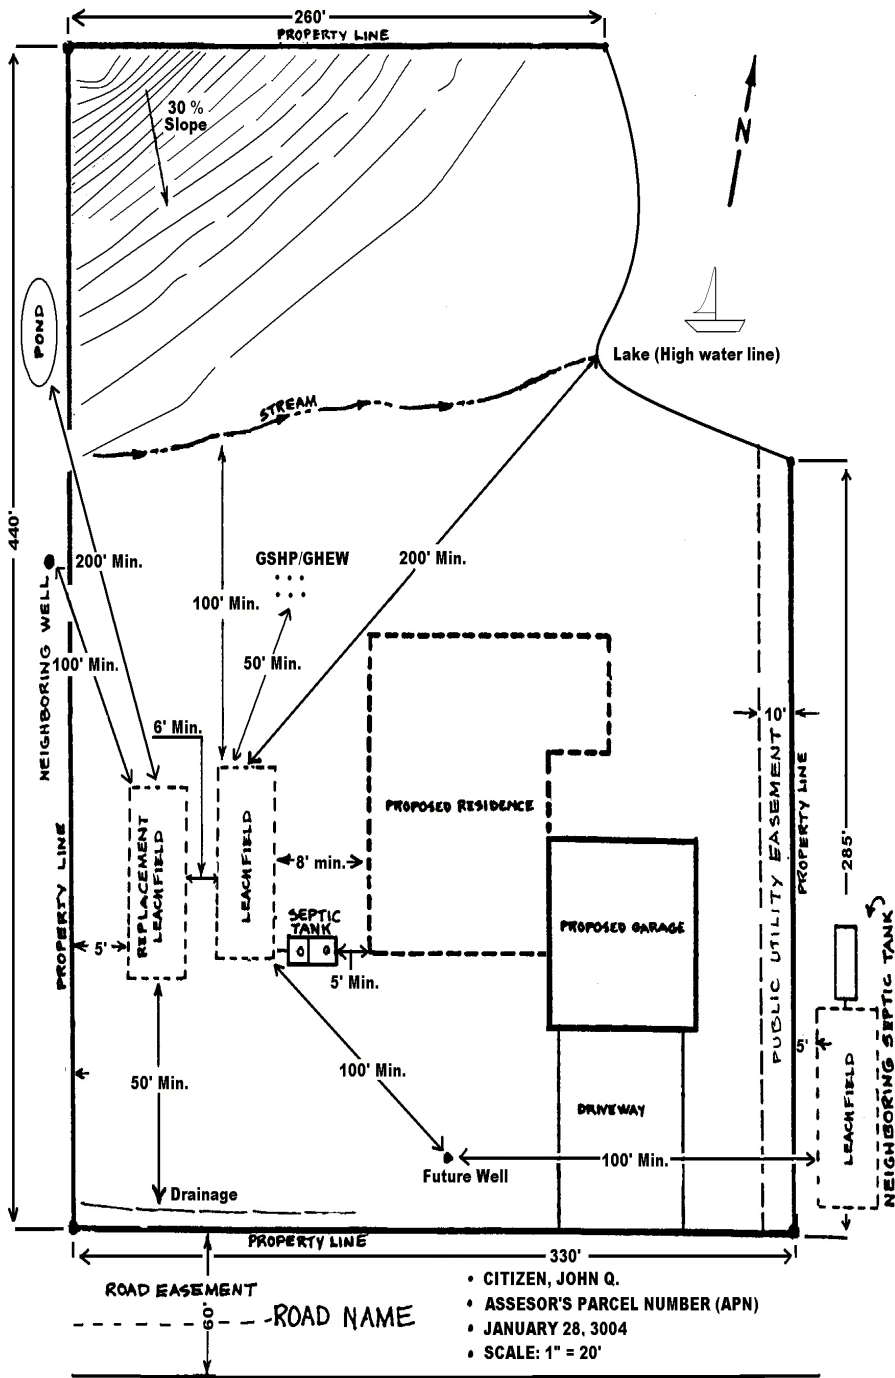 260'
PROPERTY LINE
30 %
Slope
N
POND
Lake (High water line)
STREAM
440'
200' Min.
GSHP/GHEW
200' Min.
100' Min.
NEIGHBORING WELL
100' Min.
50' Min.
6' Min.
10'
PUBLIC UTILITY EASEMENT
PROPERTY LINE
285'
REPLACEMENT
LEACHFIELD
LEACHFIELD
PROPOSED RESIDENCE
8' min.
SEPTIC
TANK
PROPOSED GARAGE
PROPERTY LINE
5'
5' Min.
NEIGHBORING SEPTIC TANK
5'
LEACHFIELD
50' Min.
100' Min.
DRIVEWAY
100' Min.
Future Well
Drainage
PROPERTY LINE
330'
ROAD EASEMENT
60'
ROAD NAME
• CITIZEN, JOHN Q.
• ASSESOR'S PARCEL NUMBER (APN)
• JANUARY 28, 3004
• SCALE: 1" = 20'